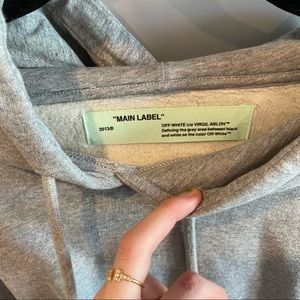 "MAIN LABEL"
2013©
OFF-WHITE c/o VIRGIL ABLOH™
Defining the grey area between black
and white as the color Off-White™